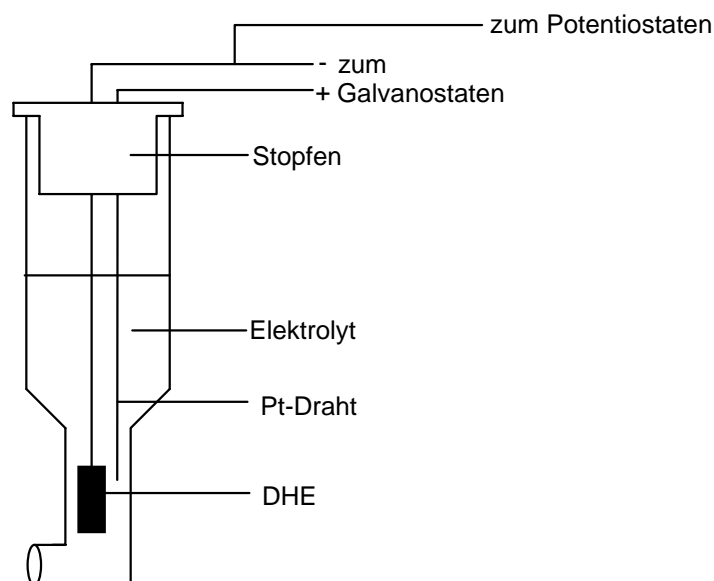 zum Potentiostaten
- zum
+ Galvanostaten
Stopfen
Elektrolyt
Pt-Draht
DHE